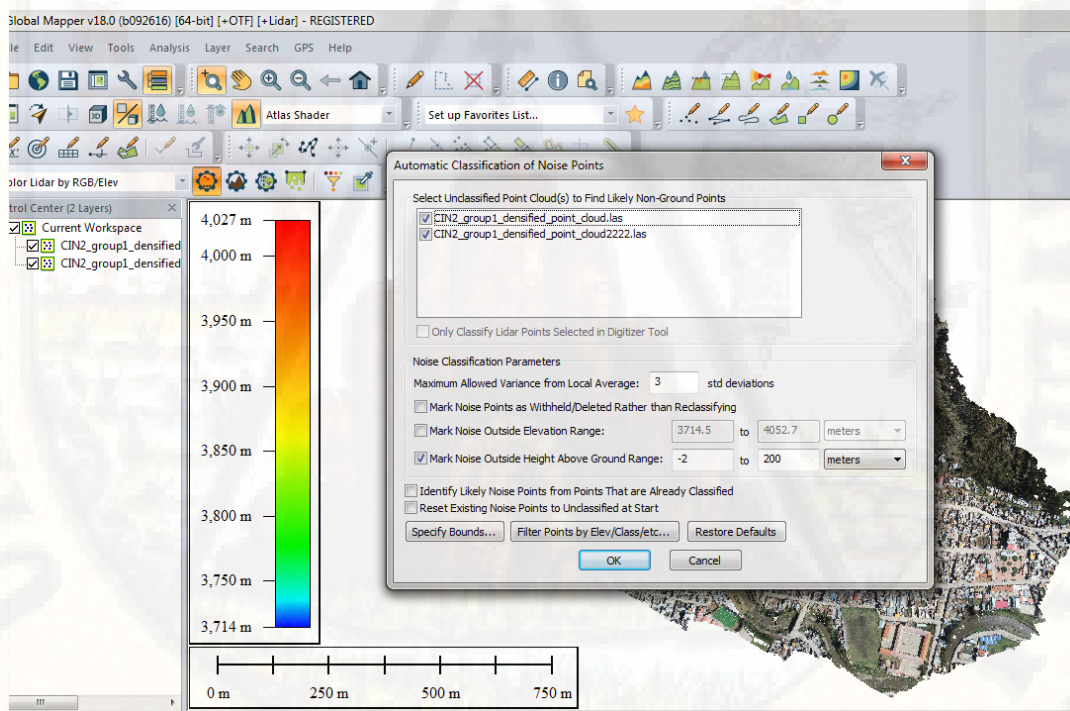 Global Mapper v18.0 (b092616) [64-bit] [+OTF] [+Lidar] - REGISTERED
le Edit View Tools Analysis Layer Search GPS Help
3D Atlas Shader Set up Favorites List...
olor Lidar by RGB/Elev
trol Center (2 Layers)
Current Workspace
CIN2_group1_densified
CIN2_group1_densified
4,027 m
4,000 m
3,950 m
3,900 m
3,850 m
3,800 m
3,750 m
3,714 m
0 m 250 m 500 m 750 m
Automatic Classification of Noise Points
Select Unclassified Point Cloud(s) to Find Likely Non-Ground Points
CIN2_group1_densified_point_cloud.las
CIN2_group1_densified_point_cloud2222.las
Only Classify Lidar Points Selected in Digitizer Tool
Noise Classification Parameters
Maximum Allowed Variance from Local Average: 3 std deviations
Mark Noise Points as Withheld/Deleted Rather than Reclassifying
Mark Noise Outside Elevation Range: 3714.5 to 4052.7 meters
Mark Noise Outside Height Above Ground Range: -2 to 200 meters
Identify Likely Noise Points from Points That are Already Classified
Reset Existing Noise Points to Unclassified at Start
Specify Bounds... Filter Points by Elev/Class/etc... Restore Defaults
OK Cancel